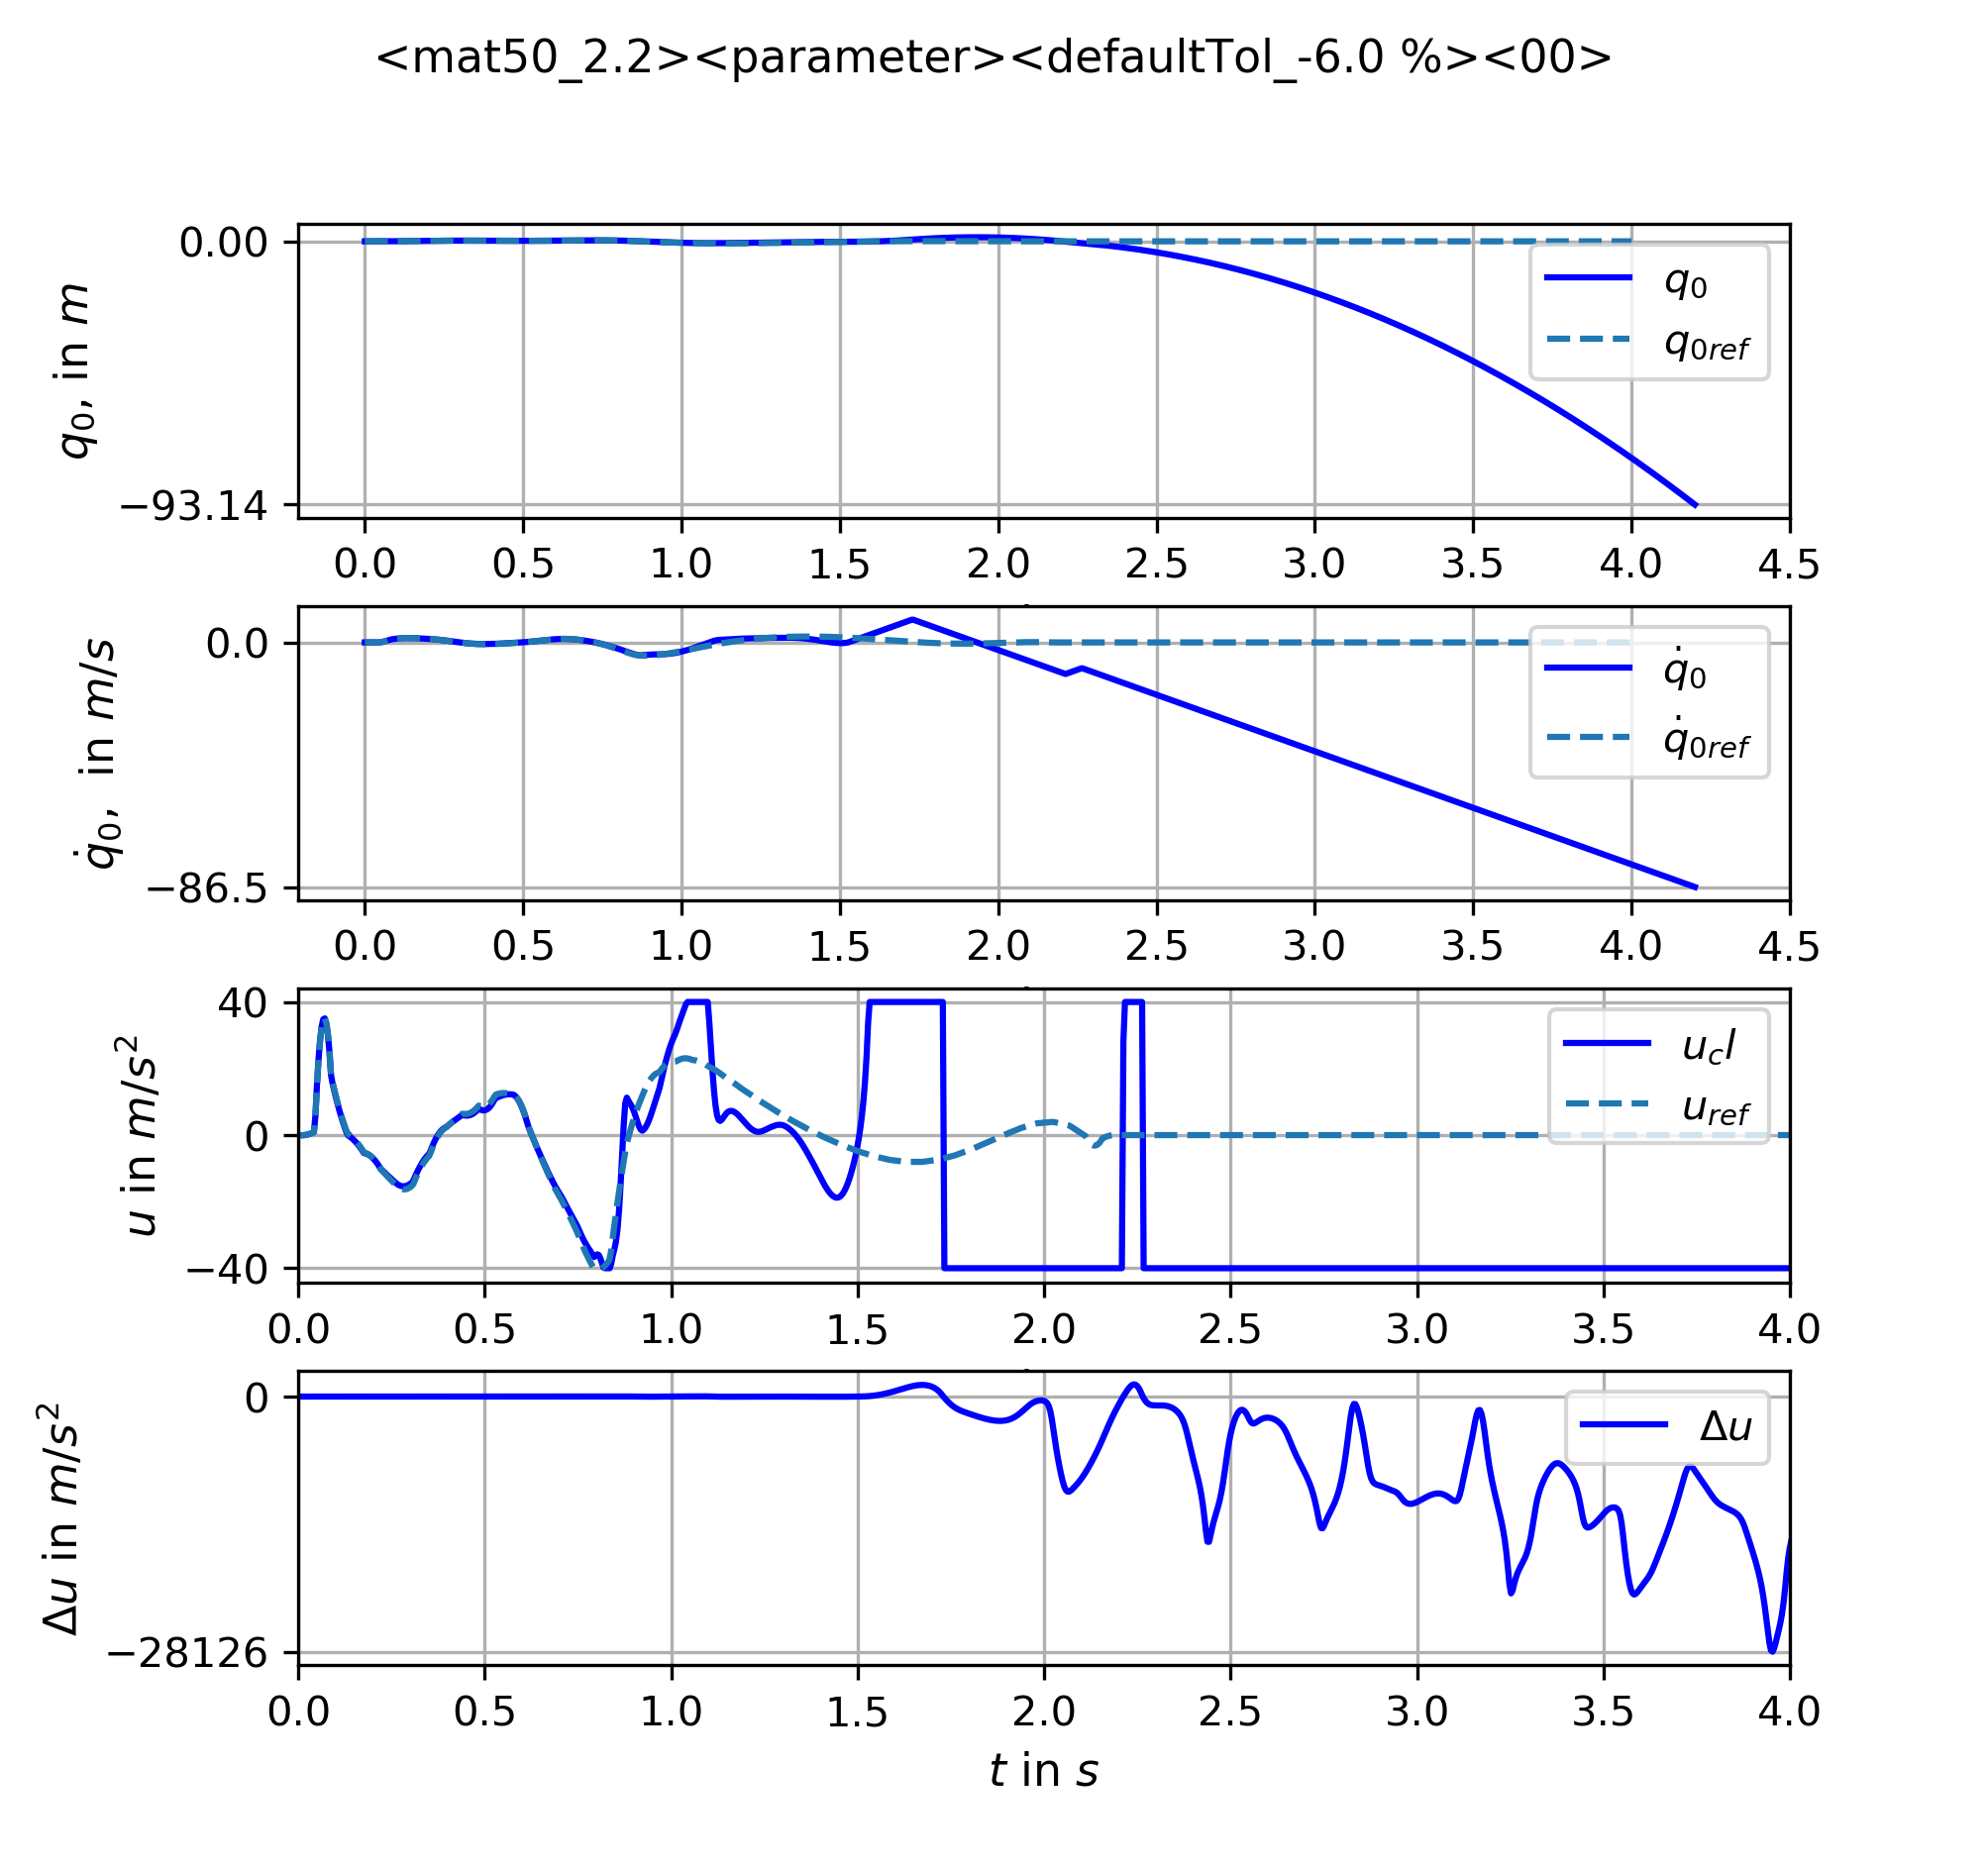 <mat50_2.2><parameter><defaultTol_-6.0 %><00>
q₀, in m
0.00
−93.14
q₀
q₀ref
0.0 0.5 1.0 1.5 2.0 2.5 3.0 3.5 4.0 4.5
q̇₀, in m/s
0.0
−86.5
q̇₀
q̇₀ref
0.0 0.5 1.0 1.5 2.0 2.5 3.0 3.5 4.0 4.5
u in m/s²
40
0
−40
u_cl
u_ref
0.0 0.5 1.0 1.5 2.0 2.5 3.0 3.5 4.0
Δu in m/s²
0
−28126
Δu
0.0 0.5 1.0 1.5 2.0 2.5 3.0 3.5 4.0
t in s